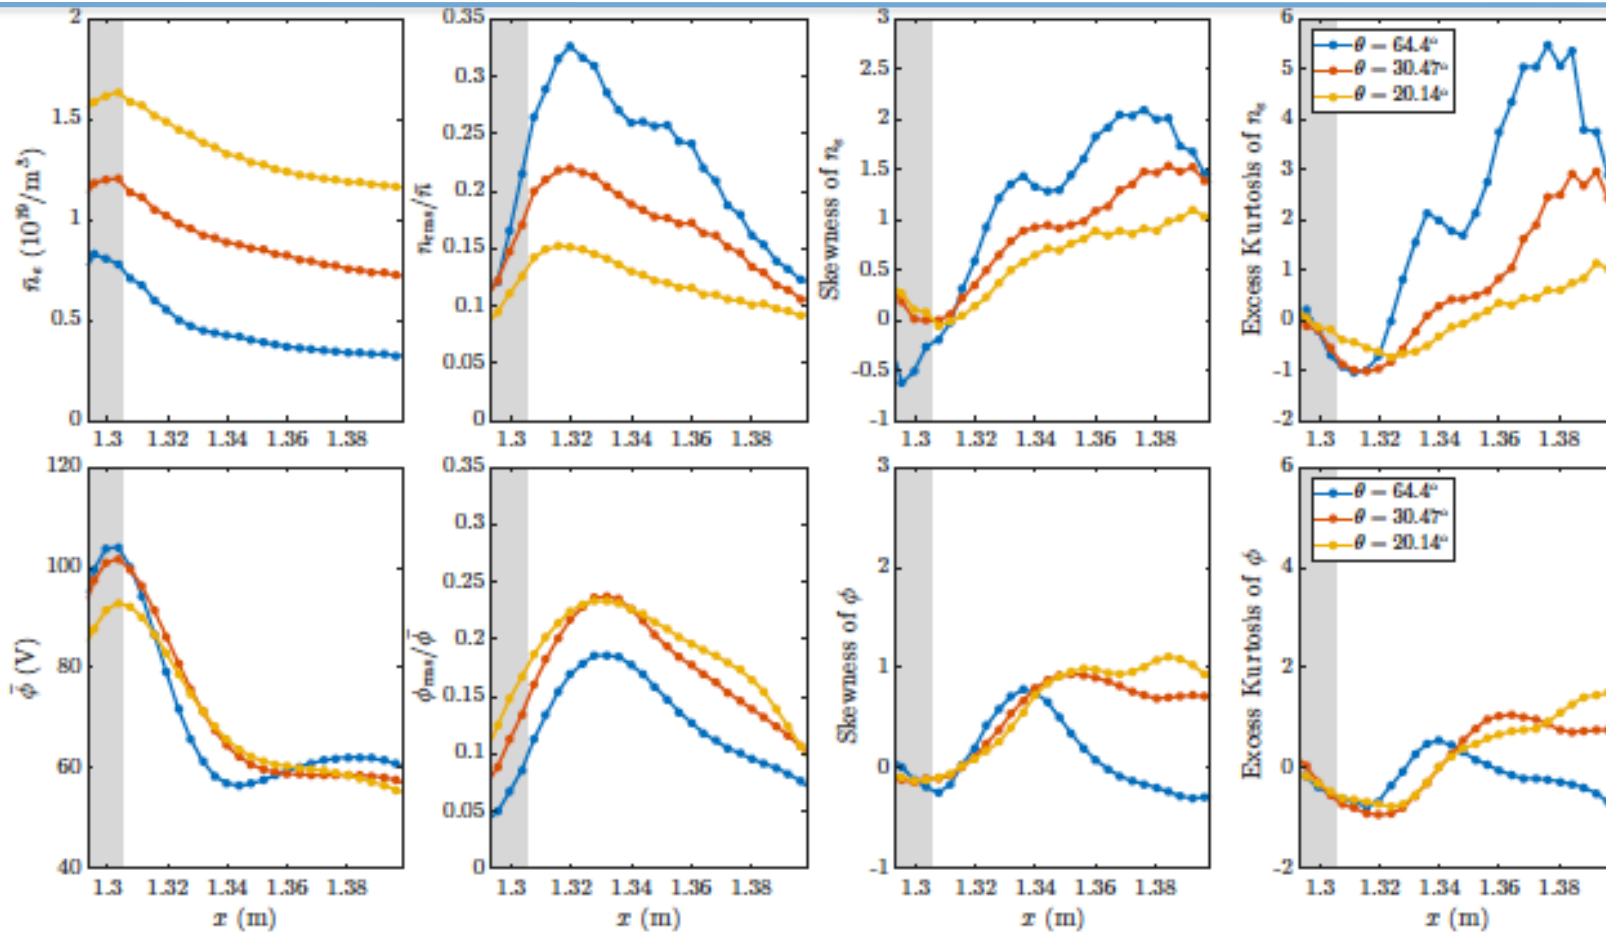 2
1.5
1
0.5
0
n̄ₑ (10¹⁹/m³)
1.3 1.32 1.34 1.36 1.38
0.35
0.3
0.25
0.2
0.15
0.1
0.05
0
n_rms/n̄
1.3 1.32 1.34 1.36 1.38
3
2.5
2
1.5
1
0.5
0
-0.5
-1
Skewness of nₑ
1.3 1.32 1.34 1.36 1.38
6
5
4
3
2
1
0
-1
-2
Excess Kurtosis of nₑ
θ = 64.4°
θ = 30.47°
θ = 20.14°
1.3 1.32 1.34 1.36 1.38
120
100
80
60
40
φ̄ (V)
1.3 1.32 1.34 1.36 1.38
x (m)
0.35
0.3
0.25
0.2
0.15
0.1
0.05
0
φ_rms/φ̄
1.3 1.32 1.34 1.36 1.38
x (m)
3
2
1
0
-1
Skewness of φ
1.3 1.32 1.34 1.36 1.38
x (m)
6
4
2
0
-2
Excess Kurtosis of φ
θ = 64.4°
θ = 30.47°
θ = 20.14°
1.3 1.32 1.34 1.36 1.38
x (m)